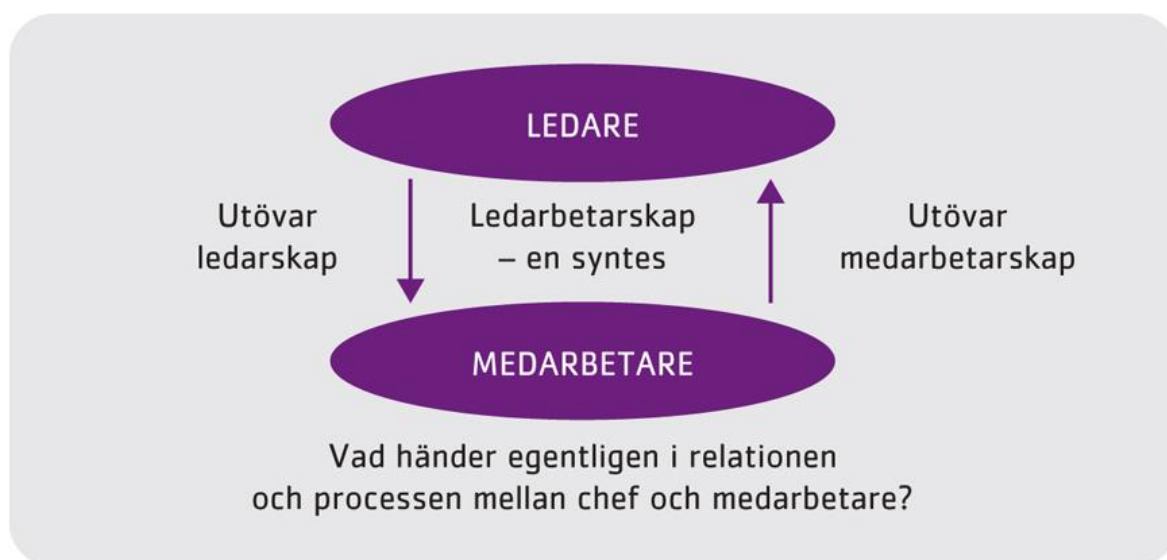 LEDARE
Utövar
ledarskap
Ledarbetarskap
– en syntes
Utövar
medarbetarskap
MEDARBETARE
Vad händer egentligen i relationen
och processen mellan chef och medarbetare?